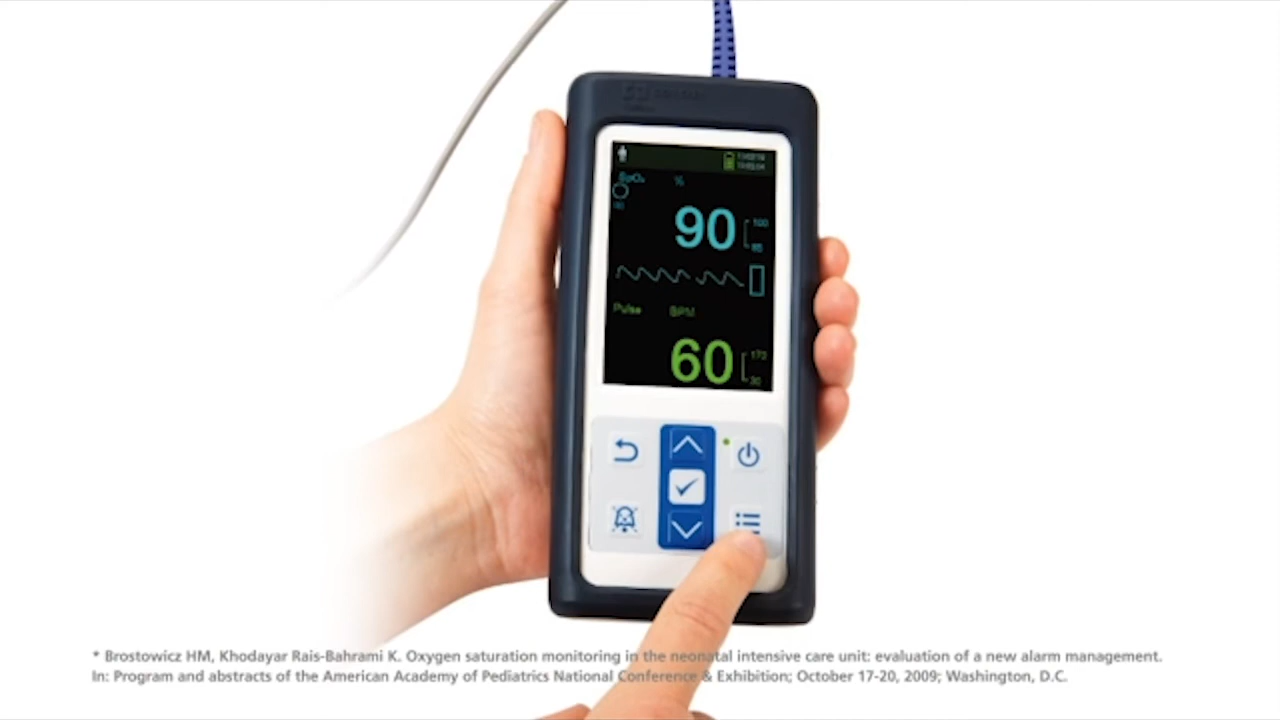 SpO₂ %
90
100
85
Pulse BPM
60
170
30
* Brostowicz HM, Khodayar Rais-Bahrami K. Oxygen saturation monitoring in the neonatal intensive care unit: evaluation of a new alarm management.
In: Program and abstracts of the American Academy of Pediatrics National Conference & Exhibition; October 17-20, 2009; Washington, D.C.